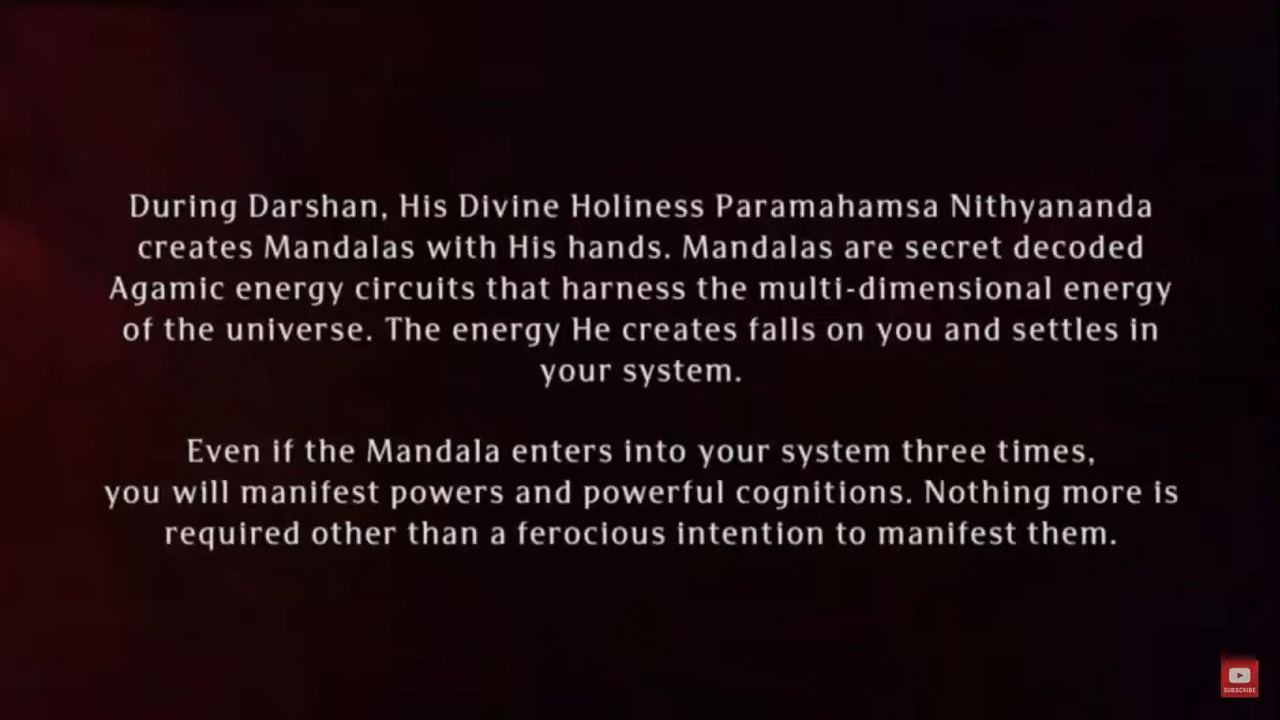 During Darshan, His Divine Holiness Paramahamsa Nithyananda
creates Mandalas with His hands. Mandalas are secret decoded
Agamic energy circuits that harness the multi-dimensional energy
of the universe. The energy He creates falls on you and settles in
your system.
Even if the Mandala enters into your system three times,
you will manifest powers and powerful cognitions. Nothing more is
required other than a ferocious intention to manifest them.
SUBSCRIBE